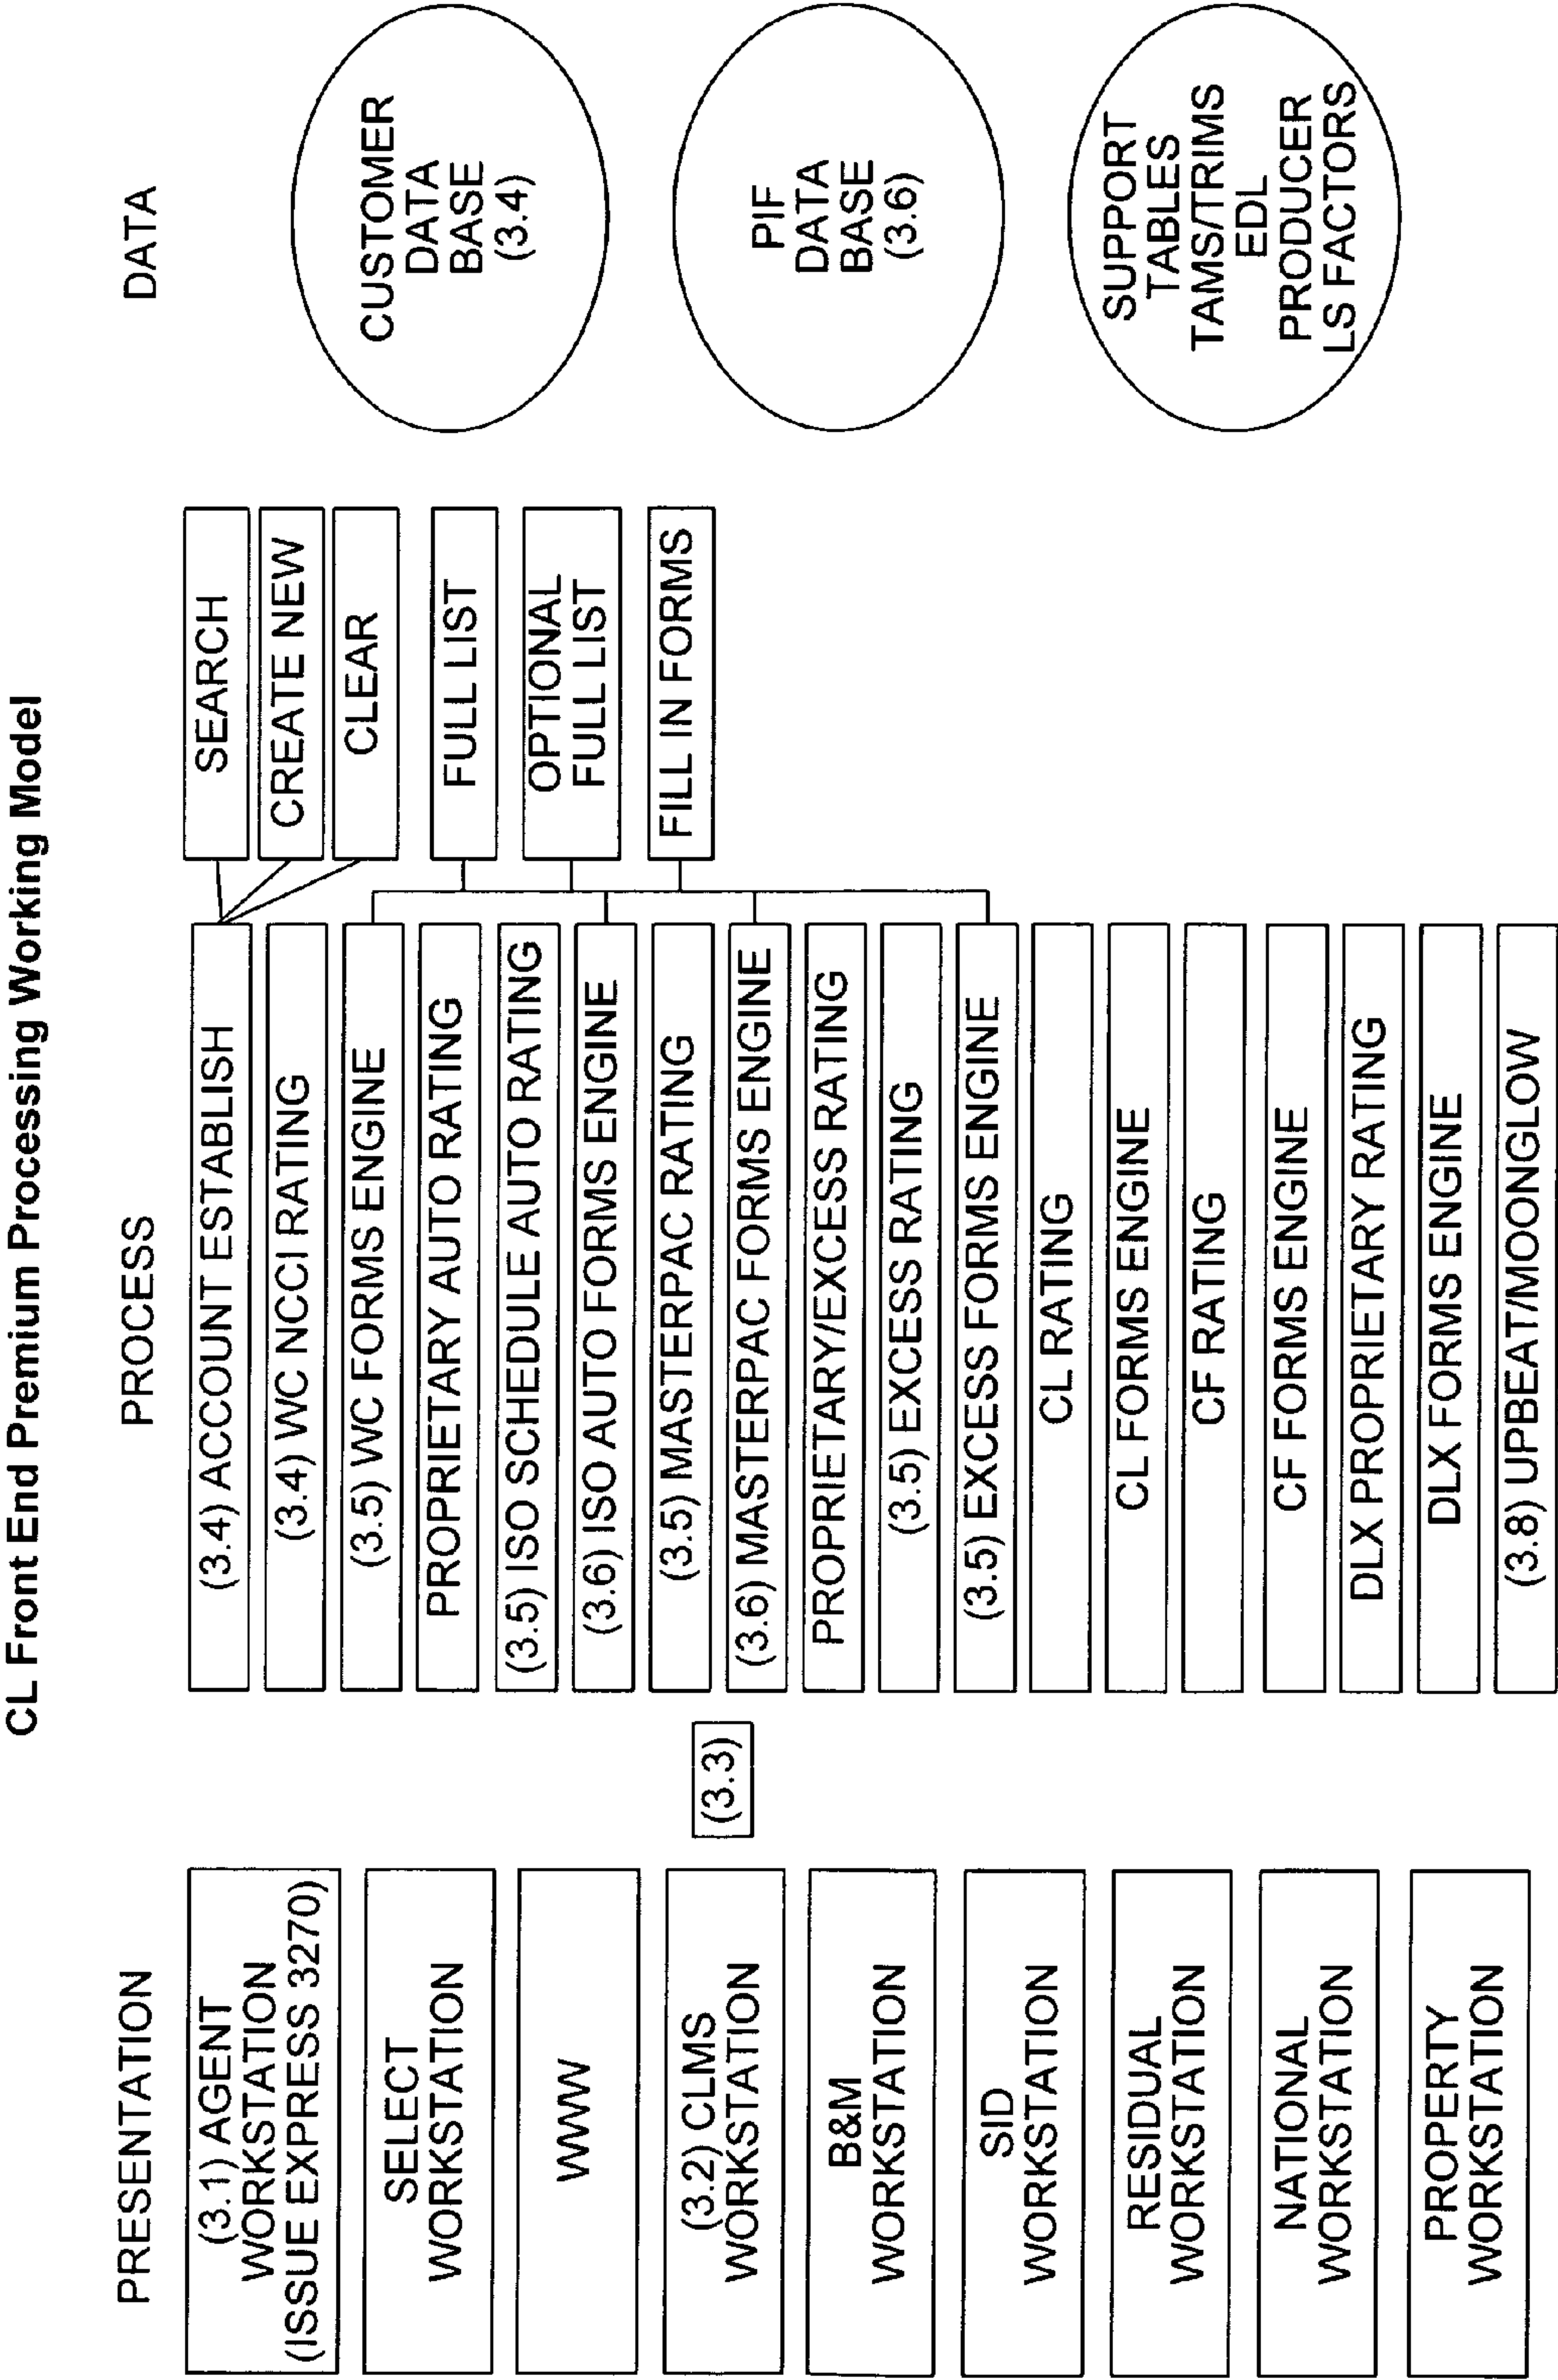 CL Front End Premium Processing Working Model
PRESENTATION
(3.1) AGENT
WORKSTATION
(ISSUE EXPRESS 3270)
SELECT
WORKSTATION
WWW
(3.2) CLMS
WORKSTATION
B&M
WORKSTATION
SID
WORKSTATION
RESIDUAL
WORKSTATION
NATIONAL
WORKSTATION
PROPERTY
WORKSTATION
(3.3)
PROCESS
(3.4) ACCOUNT ESTABLISH
(3.4) WC NCCI RATING
(3.5) WC FORMS ENGINE
PROPRIETARY AUTO RATING
(3.5) ISO SCHEDULE AUTO RATING
(3.6) ISO AUTO FORMS ENGINE
(3.5) MASTERPAC RATING
(3.6) MASTERPAC FORMS ENGINE
PROPRIETARY/EXCESS RATING
(3.5) EXCESS RATING
(3.5) EXCESS FORMS ENGINE
CL RATING
CL FORMS ENGINE
CF RATING
CF FORMS ENGINE
DLX PROPRIETARY RATING
DLX FORMS ENGINE
(3.8) UPBEAT/MOONGLOW
SEARCH
CREATE NEW
CLEAR
FULL LIST
OPTIONAL
FULL LIST
FILL IN FORMS
DATA
CUSTOMER
DATA
BASE
(3.4)
PIF
DATA
BASE
(3.6)
SUPPORT
TABLES
TAMS/TRIMS
EDL
PRODUCER
LS FACTORS